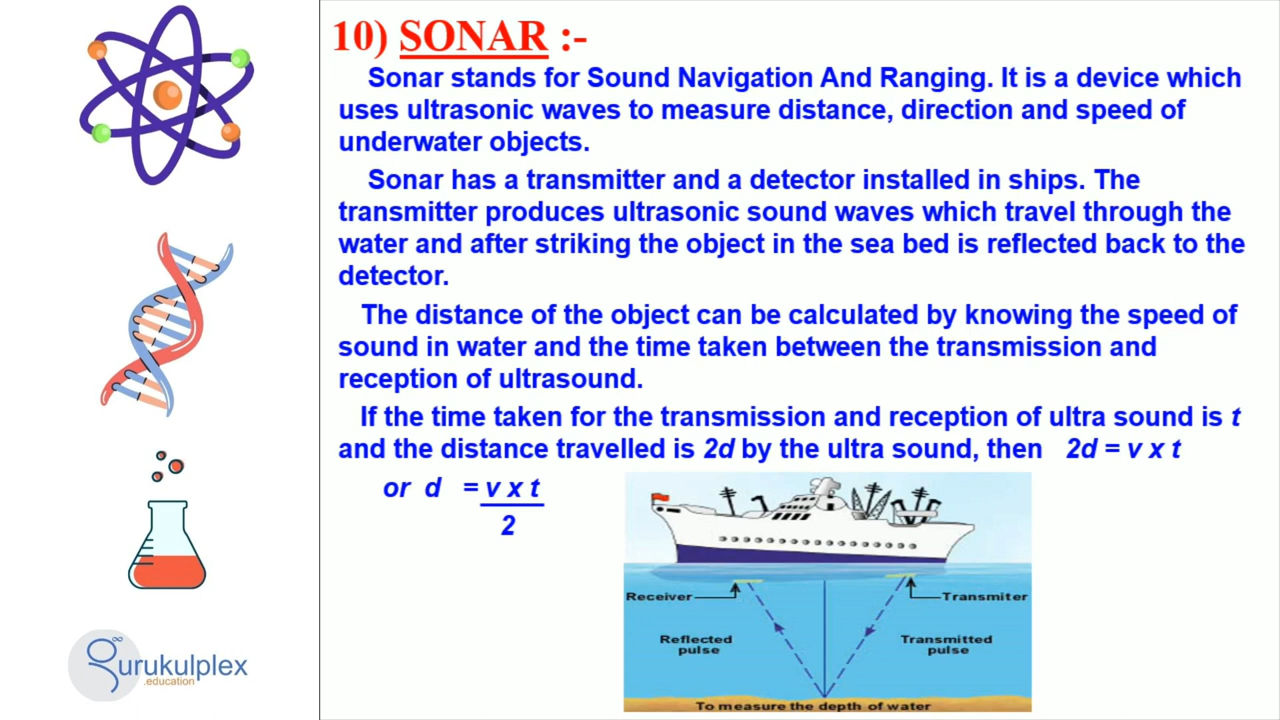 10) SONAR :-
Sonar stands for Sound Navigation And Ranging. It is a device which
uses ultrasonic waves to measure distance, direction and speed of
underwater objects.
Sonar has a transmitter and a detector installed in ships. The
transmitter produces ultrasonic sound waves which travel through the
water and after striking the object in the sea bed is reflected back to the
detector.
The distance of the object can be calculated by knowing the speed of
sound in water and the time taken between the transmission and
reception of ultrasound.
If the time taken for the transmission and reception of ultra sound is t
and the distance travelled is 2d by the ultra sound, then 2d = v x t
or d = v x t
2
Receiver
Transmiter
Reflected
pulse
Transmitted
pulse
To measure the depth of water
gurukulplex
.education